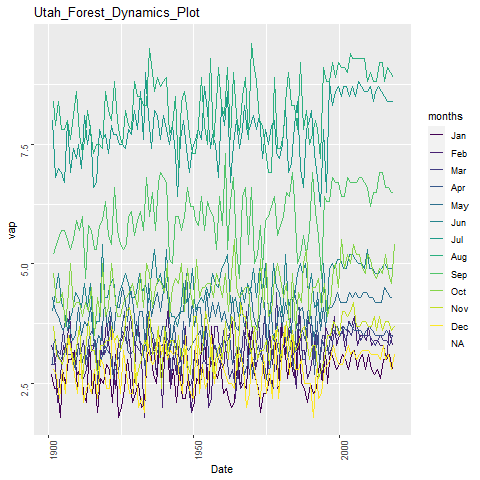 Utah_Forest_Dynamics_Plot
vap
7.5
5.0
2.5
1900
1950
2000
Date
months
Jan
Feb
Mar
Apr
May
Jun
Jul
Aug
Sep
Oct
Nov
Dec
NA